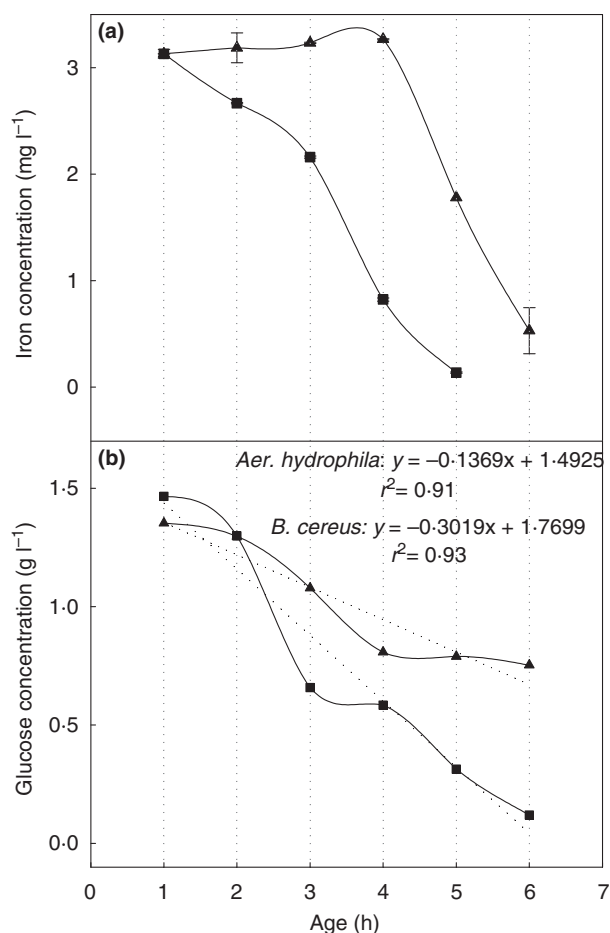 (a)
3
2
1
0
Iron concentration (mg l⁻¹)
(b)
Aer. hydrophila: y = –0·1369x + 1·4925
r² = 0·91
B. cereus: y = –0·3019x + 1·7699
r² = 0·93
1·5
1·0
0·5
0·0
Glucose concentration (g l⁻¹)
0 1 2 3 4 5 6 7
Age (h)